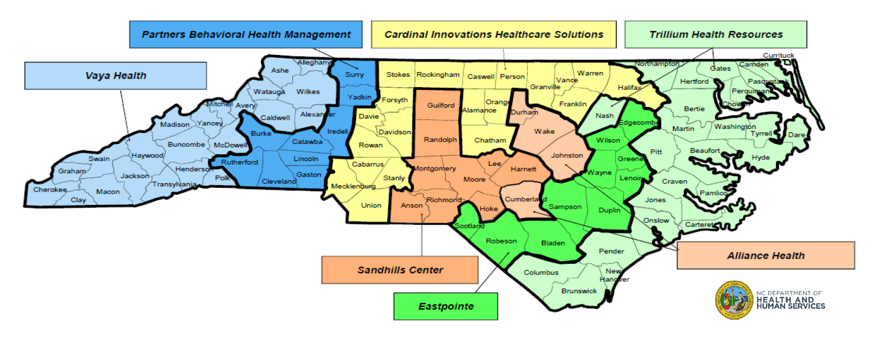 Partners Behavioral Health Management
Cardinal Innovations Healthcare Solutions
Trillium Health Resources
Vaya Health
Currituck
Alleghany
Northampton
Gates
Camden
Ashe
Surry
Stokes
Rockingham
Caswell
Person
Warren
Vance
Hertford
Pasquotank
Perquimans
Granville
Halifax
Chowan
Watauga
Wilkes
Yadkin
Forsyth
Guilford
Orange
Franklin
Bertie
Mitchell
Avery
Alamance
Durham
Nash
Edgecombe
Caldwell
Alexander
Davie
Madison
Yancey
Iredell
Randolph
Wake
Martin
Washington
Tyrrell
Dare
Burke
Davidson
Wilson
Buncombe
McDowell
Catawba
Rowan
Chatham
Pitt
Beaufort
Hyde
Swain
Haywood
Rutherford
Lincoln
Cabarrus
Montgomery
Lee
Harnett
Johnston
Greene
Graham
Henderson
Gaston
Stanly
Moore
Wayne
Lenoir
Craven
Jackson
Polk
Cleveland
Mecklenburg
Cherokee
Macon
Transylvania
Pamlico
Clay
Union
Anson
Richmond
Hoke
Cumberland
Sampson
Duplin
Jones
Onslow
Carteret
Scotland
Robeson
Bladen
Pender
Alliance Health
Sandhills Center
Columbus
New
Hanover
Brunswick
Eastpointe
NC DEPARTMENT OF
HEALTH AND
HUMAN SERVICES